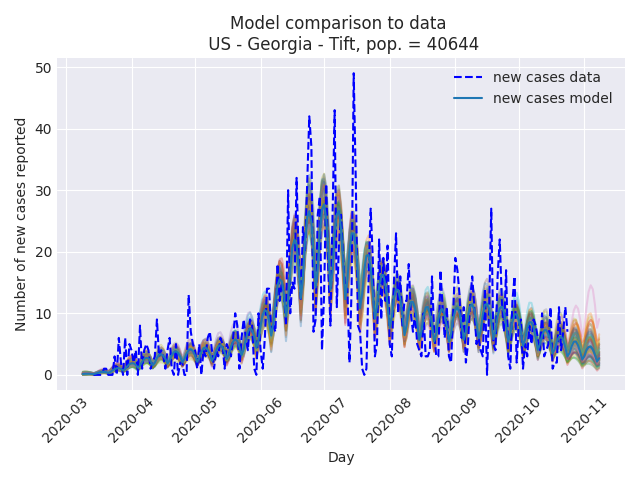 Model comparison to data
US - Georgia - Tift, pop. = 40644
new cases data
new cases model
Number of new cases reported
50
40
30
20
10
0
2020-03
2020-04
2020-05
2020-06
2020-07
2020-08
2020-09
2020-10
2020-11
Day